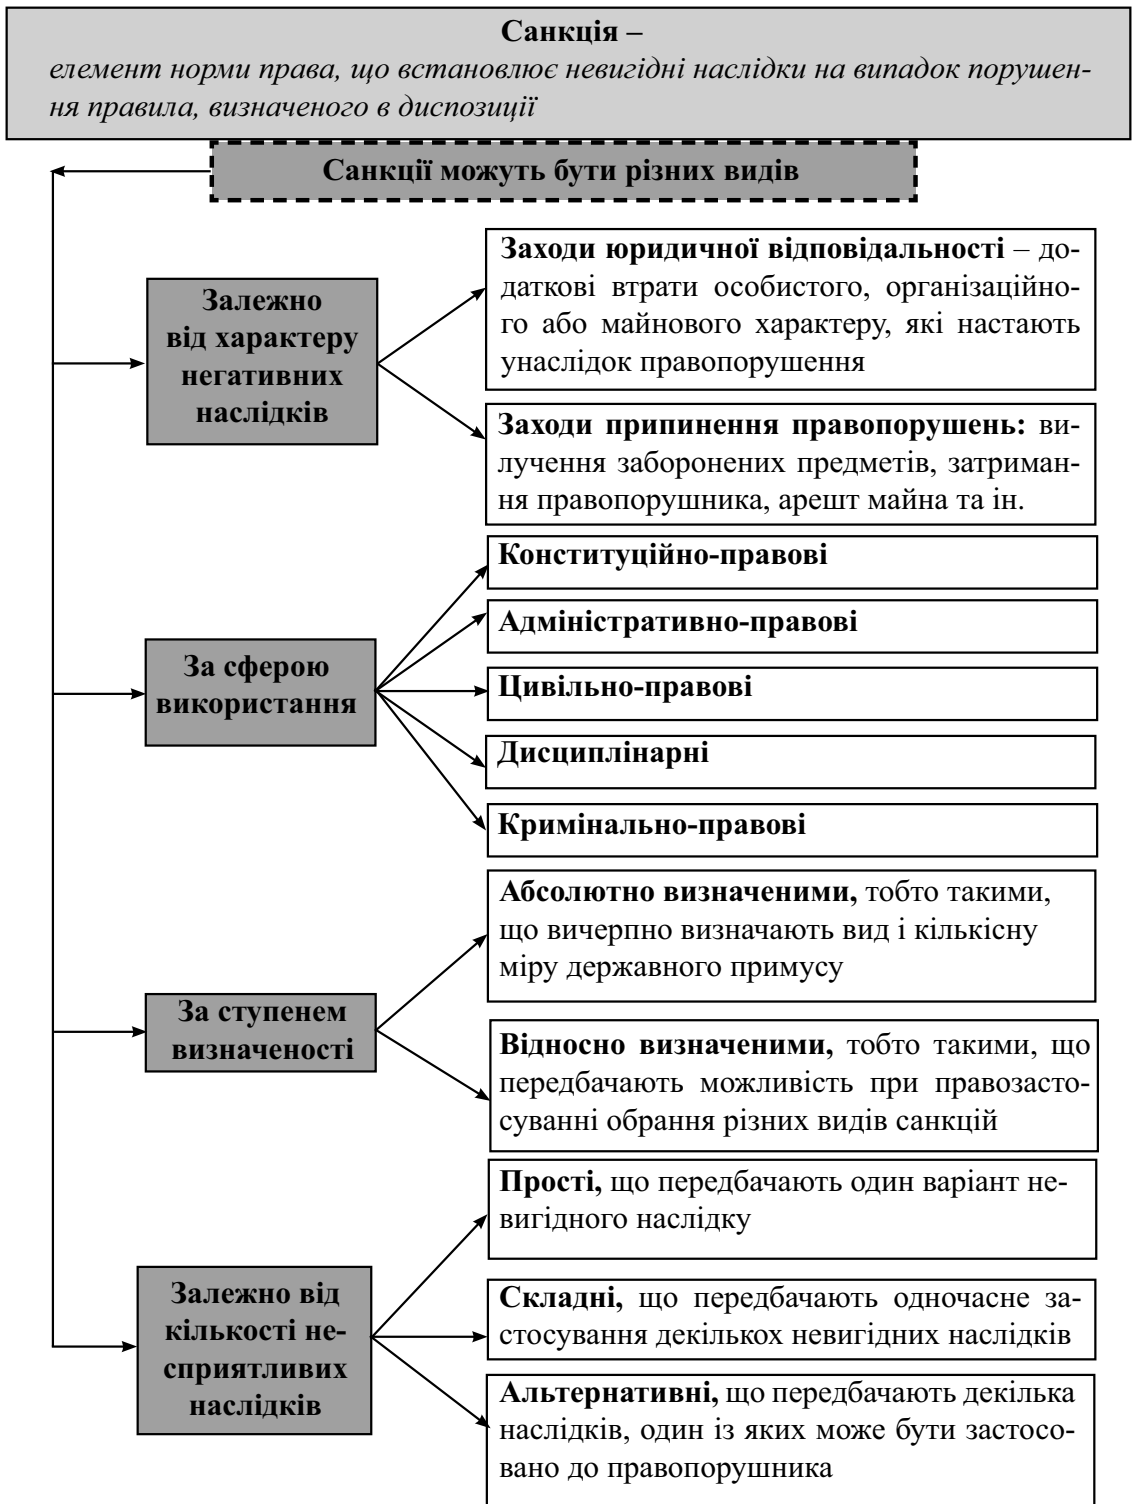 Санкція –
елемент норми права, що встановлює невигідні наслідки на випадок порушен-
ня правила, визначеного в диспозиції
Санкції можуть бути різних видів
Залежно
від характеру
негативних
наслідків
Заходи юридичної відповідальності – до-
даткові втрати особистого, організаційно-
го або майнового характеру, які настають
унаслідок правопорушення
Заходи припинення правопорушень: ви-
лучення заборонених предметів, затриман-
ня правопорушника, арешт майна та ін.
За сферою
використання
Конституційно-правові
Адміністративно-правові
Цивільно-правові
Дисциплінарні
Кримінально-правові
За ступенем
визначеності
Абсолютно визначеними, тобто такими,
що вичерпно визначають вид і кількісну
міру державного примусу
Відносно визначеними, тобто такими, що
передбачають можливість при правозасто-
суванні обрання різних видів санкцій
Залежно від
кількості не-
сприятливих
наслідків
Прості, що передбачають один варіант не-
вигідного наслідку
Складні, що передбачають одночасне за-
стосування декількох невигідних наслідків
Альтернативні, що передбачають декілька
наслідків, один із яких може бути застосо-
вано до правопорушника